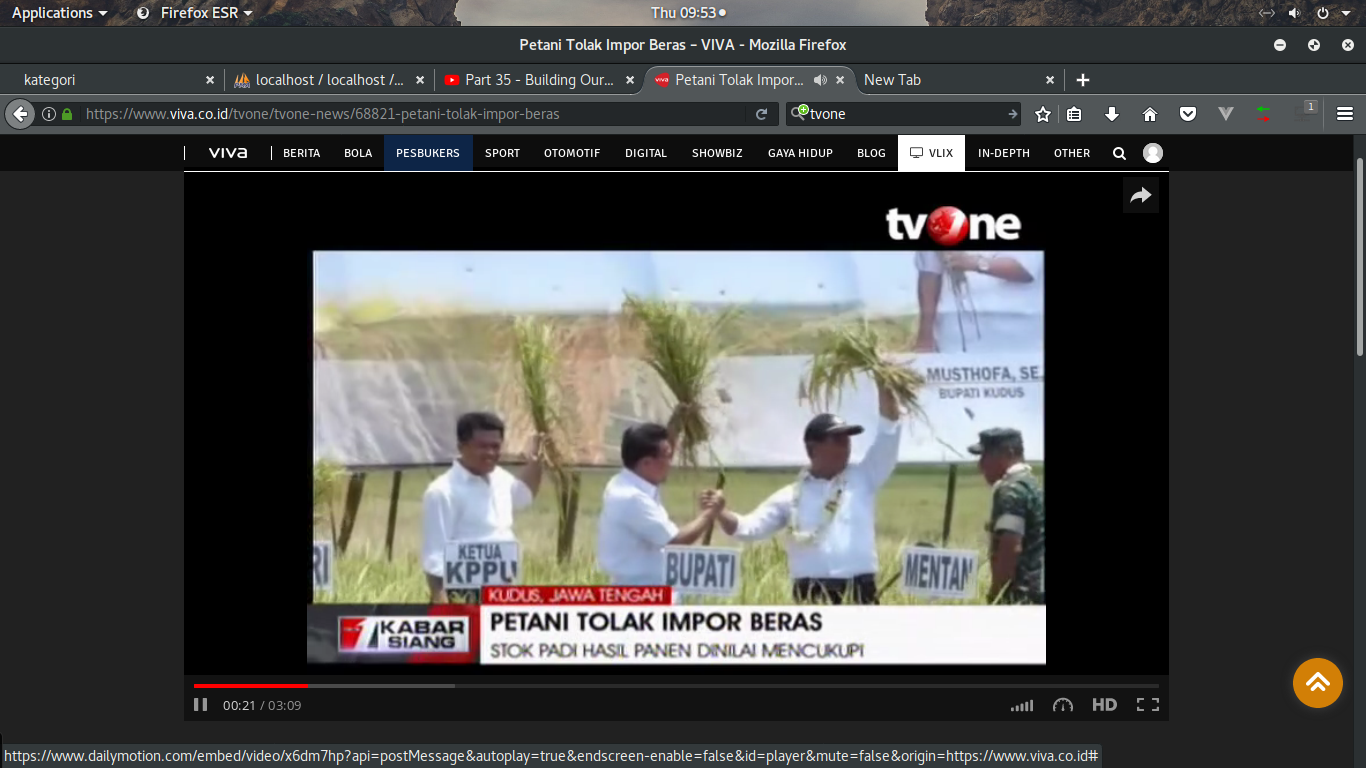 Applications
Firefox ESR
Thu 09:53
Petani Tolak Impor Beras – VIVA - Mozilla Firefox
kategori
localhost / localhost /...
Part 35 - Building Our...
Petani Tolak Impor...
New Tab
https://www.viva.co.id/tvone/tvone-news/68821-petani-tolak-impor-beras
tvone
1
VIVA
BERITA
BOLA
PESBUKERS
SPORT
OTOMOTIF
DIGITAL
SHOWBIZ
GAYA HIDUP
BLOG
VLIX
IN-DEPTH
OTHER
tvOne
MUSTHOFA, SE.
BUPATI KUDUS
RI
KETUA
KPPU
BUPATI
MENTAN
KUDUS, JAWA TENGAH
KABAR
SIANG
PETANI TOLAK IMPOR BERAS
STOK PADI HASIL PANEN DINILAI MENCUKUPI
00:21 / 03:09
HD
https://www.dailymotion.com/embed/video/x6dm7hp?api=postMessage&autoplay=true&endscreen-enable=false&id=player&mute=false&origin=https://www.viva.co.id#